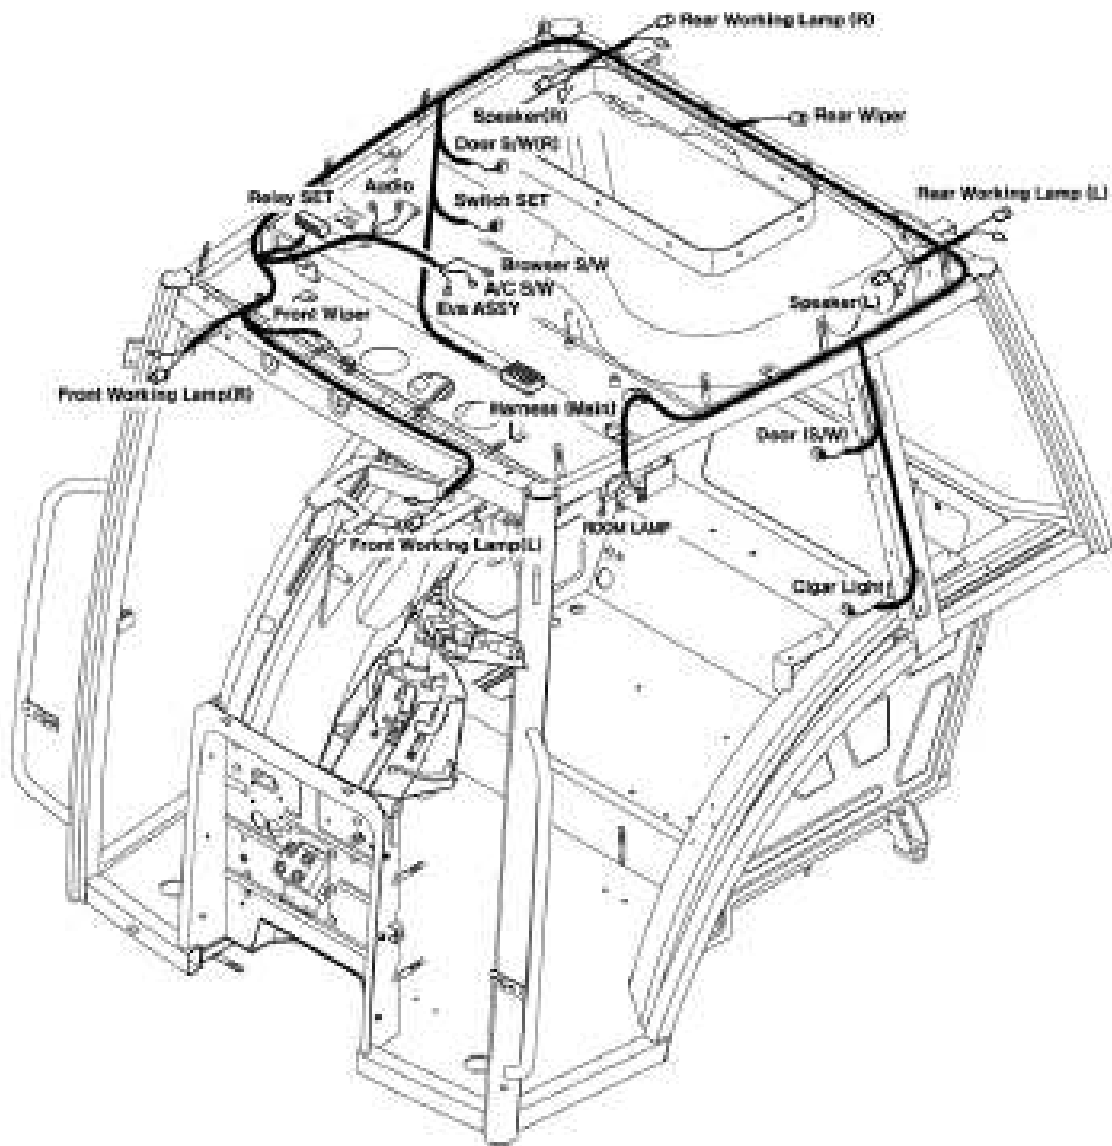 Rear Working Lamp (R)
Speaker(R)
Rear Wiper
Door S/W(R)
Relay SET
Audio
Switch SET
Rear Working Lamp (L)
Browser S/W
A/C S/W
Eva ASSY
Speaker(L)
Front Wiper
Front Working Lamp(R)
Harness (Main)
Door (S/W)
ROOM LAMP
Front Working Lamp(L)
Cigar Light